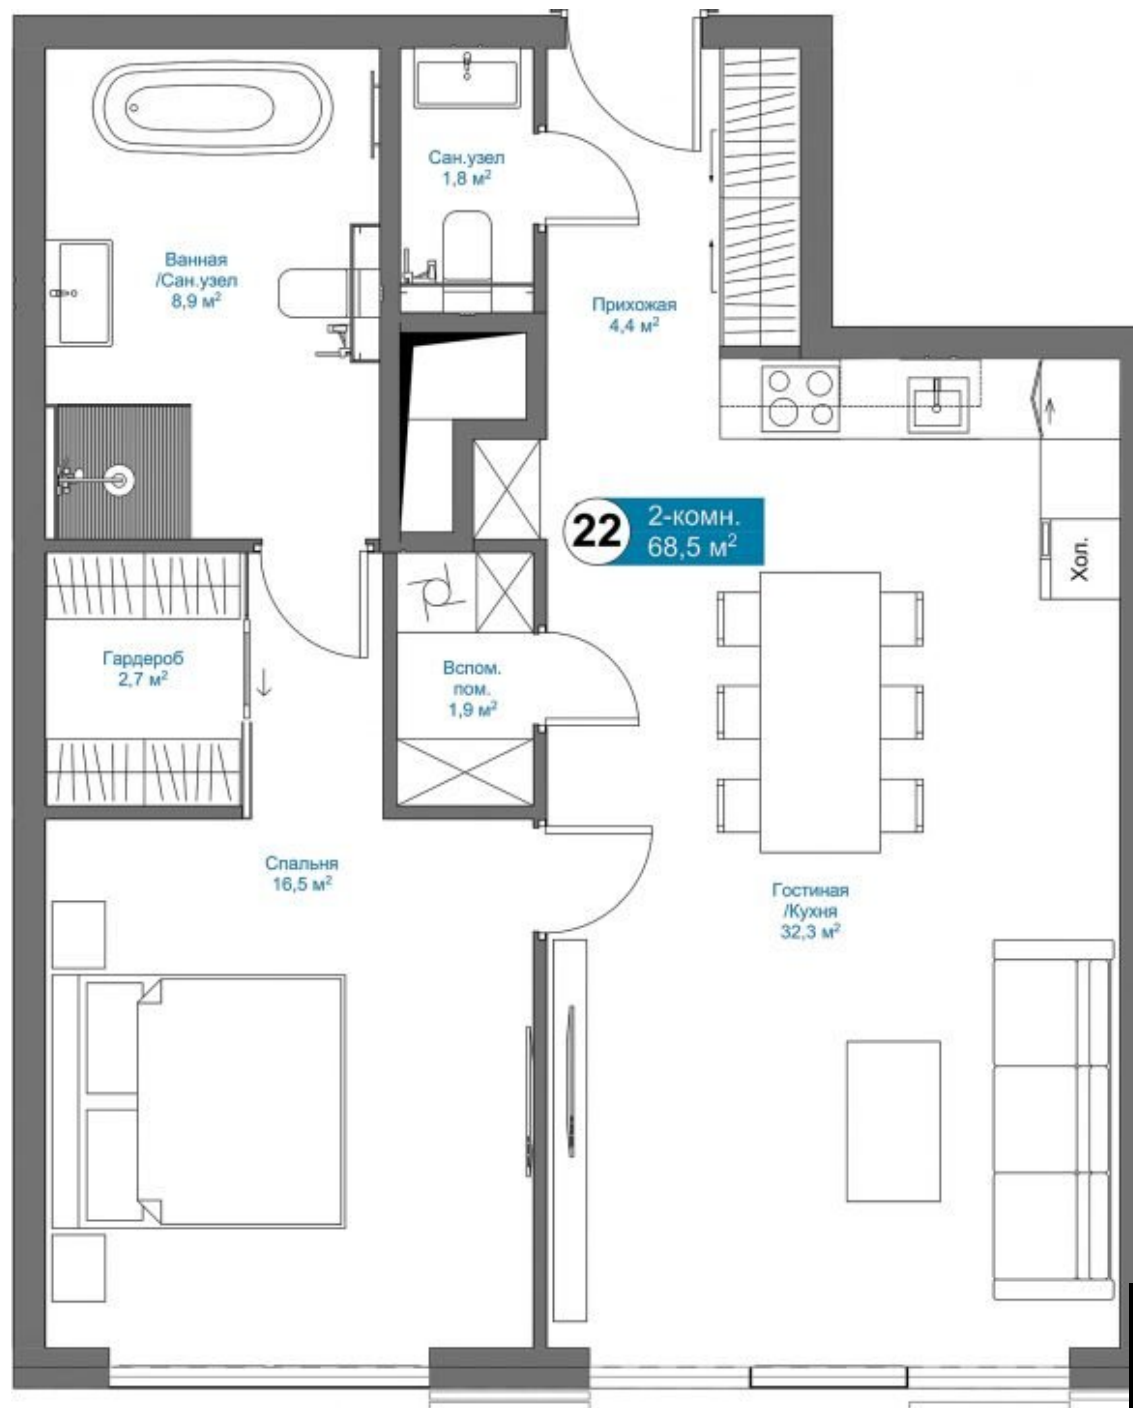 Сан.узел
1,8 м²
Ванная
/Сан.узел
8,9 м²
Прихожая
4,4 м²
22
2-комн.
68,5 м²
Хол.
Гардероб
2,7 м²
Вспом.
пом.
1,9 м²
Спальня
16,5 м²
Гостиная
/Кухня
32,3 м²